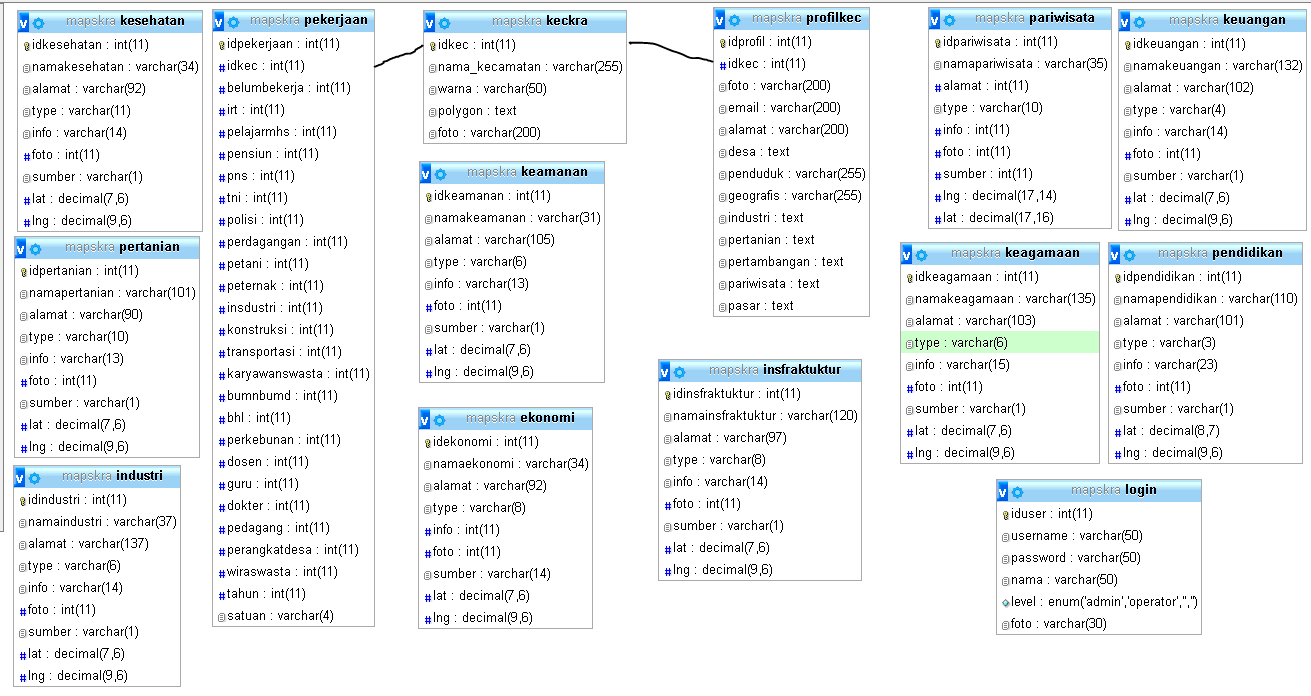 mapskra kesehatan
idkesehatan : int(11)
namakesehatan : varchar(34)
alamat : varchar(92)
type : varchar(11)
info : varchar(14)
foto : int(11)
sumber : varchar(1)
lat : decimal(7,6)
lng : decimal(9,6)
mapskra pertanian
idpertanian : int(11)
namapertanian : varchar(101)
alamat : varchar(90)
type : varchar(10)
info : varchar(13)
foto : int(11)
sumber : varchar(1)
lat : decimal(7,6)
lng : decimal(9,6)
mapskra industri
idindustri : int(11)
namaindustri : varchar(37)
alamat : varchar(137)
type : varchar(6)
info : varchar(14)
foto : int(11)
sumber : varchar(1)
lat : decimal(7,6)
lng : decimal(9,6)
mapskra pekerjaan
idpekerjaan : int(11)
idkec : int(11)
belumbekerja : int(11)
irt : int(11)
pelajarmhs : int(11)
pensiun : int(11)
pns : int(11)
tni : int(11)
polisi : int(11)
perdagangan : int(11)
petani : int(11)
peternak : int(11)
insdustri : int(11)
konstruksi : int(11)
transportasi : int(11)
karyawanswasta : int(11)
bumnbumd : int(11)
bhl : int(11)
perkebunan : int(11)
dosen : int(11)
guru : int(11)
dokter : int(11)
pedagang : int(11)
perangkatdesa : int(11)
wiraswasta : int(11)
tahun : int(11)
satuan : varchar(4)
mapskra keckra
idkec : int(11)
nama_kecamatan : varchar(255)
warna : varchar(50)
polygon : text
foto : varchar(200)
mapskra keamanan
idkeamanan : int(11)
namakeamanan : varchar(31)
alamat : varchar(105)
type : varchar(6)
info : varchar(13)
foto : int(11)
sumber : varchar(1)
lat : decimal(7,6)
lng : decimal(9,6)
mapskra ekonomi
idekonomi : int(11)
namaekonomi : varchar(34)
alamat : varchar(92)
type : varchar(8)
info : int(11)
foto : int(11)
sumber : varchar(14)
lat : decimal(7,6)
lng : decimal(9,6)
mapskra profilkec
idprofil : int(11)
idkec : int(11)
foto : varchar(200)
email : varchar(200)
alamat : varchar(200)
desa : text
penduduk : varchar(255)
geografis : varchar(255)
industri : text
pertanian : text
pertambangan : text
pariwisata : text
pasar : text
mapskra insfraktuktur
idinsfraktuktur : int(11)
namainsfraktuktur : varchar(120)
alamat : varchar(97)
type : varchar(8)
info : varchar(14)
foto : int(11)
sumber : varchar(1)
lat : decimal(7,6)
lng : decimal(9,6)
mapskra pariwisata
idpariwisata : int(11)
namapariwisata : varchar(35)
alamat : int(11)
type : varchar(10)
info : int(11)
foto : int(11)
sumber : int(11)
lng : decimal(17,14)
lat : decimal(17,16)
mapskra keuangan
idkeuangan : int(11)
namakeuangan : varchar(132)
alamat : varchar(102)
type : varchar(4)
info : varchar(14)
foto : int(11)
sumber : varchar(1)
lat : decimal(7,6)
lng : decimal(9,6)
mapskra keagamaan
idkeagamaan : int(11)
namakeagamaan : varchar(135)
alamat : varchar(103)
type : varchar(6)
info : varchar(15)
foto : int(11)
sumber : varchar(1)
lat : decimal(7,6)
lng : decimal(9,6)
mapskra pendidikan
idpendidikan : int(11)
namapendidikan : varchar(110)
alamat : varchar(101)
type : varchar(3)
info : varchar(23)
foto : int(11)
sumber : varchar(1)
lat : decimal(8,7)
lng : decimal(9,6)
mapskra login
iduser : int(11)
username : varchar(50)
password : varchar(50)
nama : varchar(50)
level : enum('admin','operator','','')
foto : varchar(30)